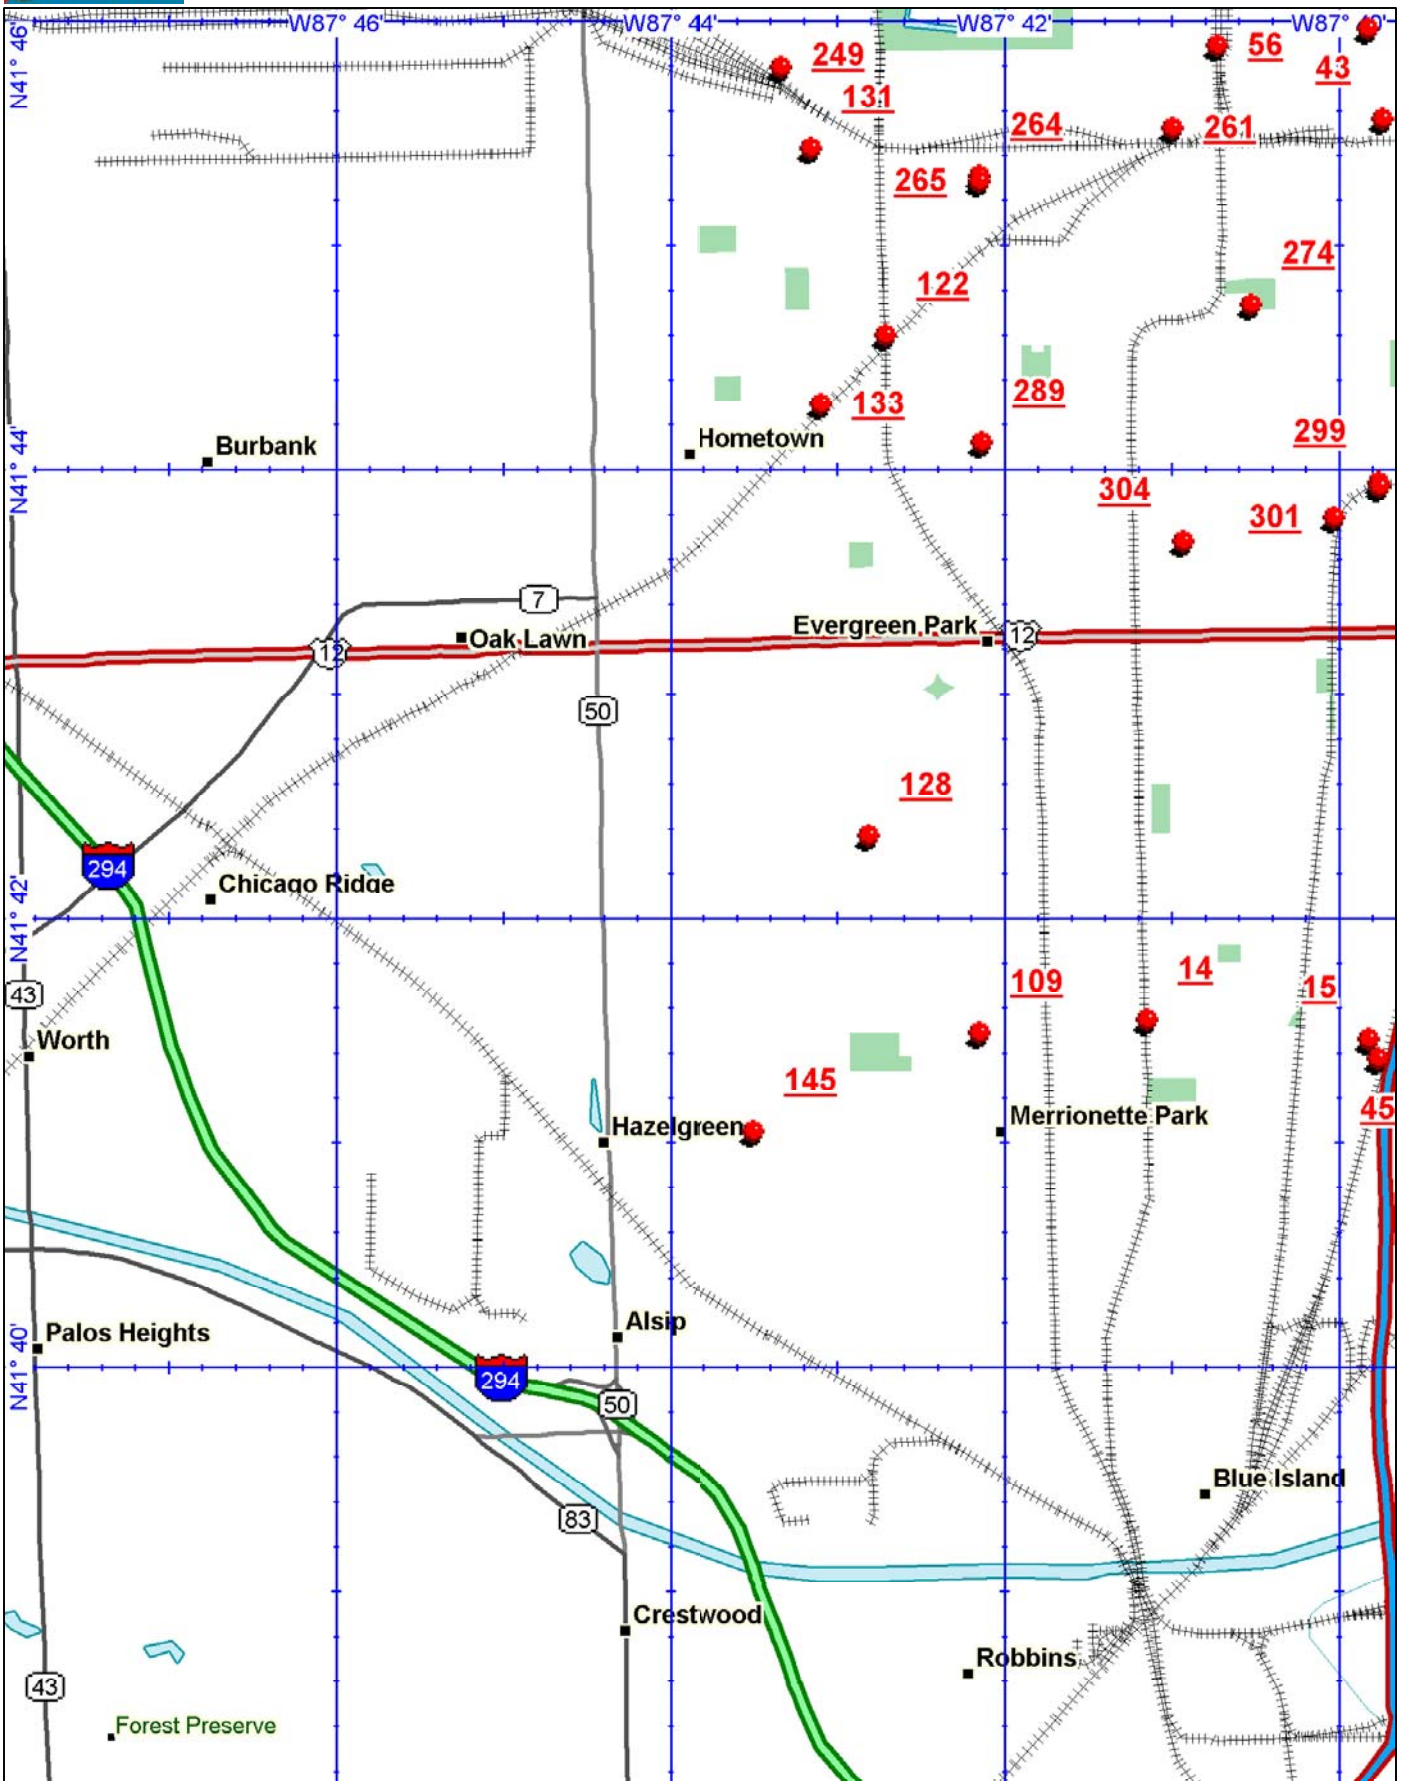 W87° 46'
W87° 44'
W87° 42'
W87° 40'
N41° 46'
249
56
43
131
264
261
265
274
122
289
133
299
Hometown
Burbank
N41° 44'
304
301
7
Evergreen Park
12
Oak Lawn
12
50
128
294
Chicago Ridge
N41° 42'
14
109
15
43
Worth
145
45
Merrionette Park
Hazelgreen
Alsip
Palos Heights
N41° 40'
294
50
Blue Island
83
Crestwood
Robbins
43
Forest Preserve